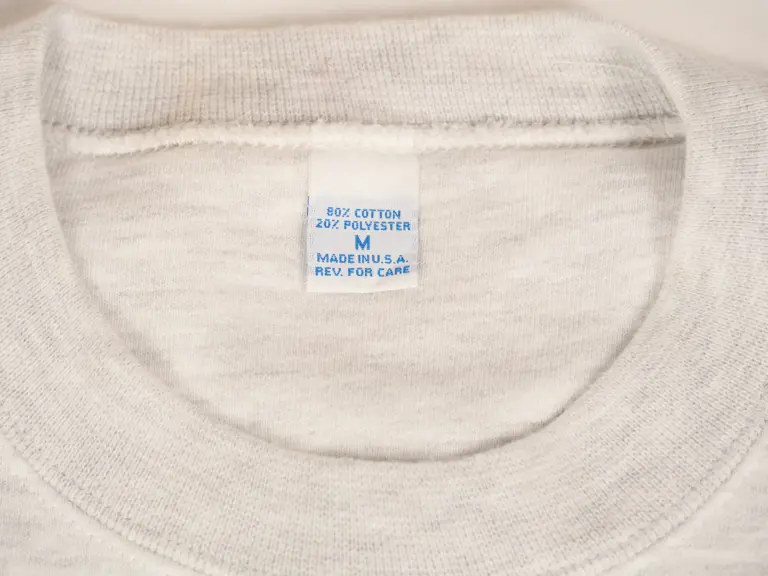 80% COTTON
20% POLYESTER
M
MADE IN U.S.A.
REV. FOR CARE